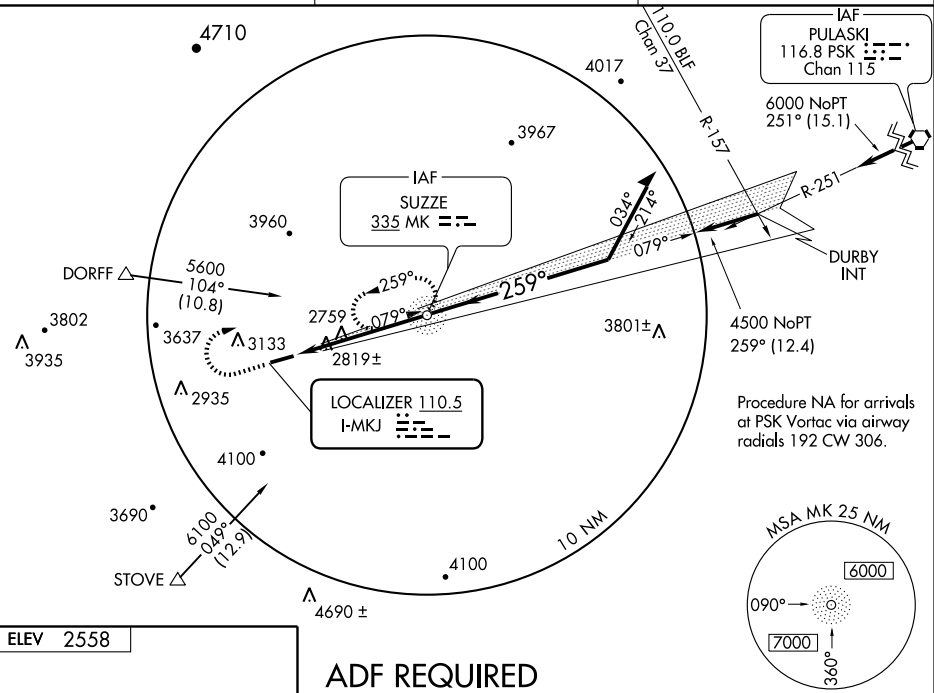 4710
4017
3967
110.0 BLF
Chan 37
R-157
IAF
PULASKI
116.8 PSK
Chan 115
6000 NoPT
251° (15.1)
R-251
IAF
SUZZE
335 MK
3960
034°
214°
079°
259°
DURBY
INT
DORFF
5600
104°
(10.8)
259°
079°
4500 NoPT
259° (12.4)
3802
3935
3637
3133
2759
2819±
3801±
2935
LOCALIZER 110.5
I-MKJ
Procedure NA for arrivals
at PSK Vortac via airway
radials 192 CW 306.
4100
3690
6100
049°
(12.9)
STOVE
4100
10 NM
4690 ±
MSA MK 25 NM
6000
090°
7000
360°
ELEV 2558
ADF REQUIRED